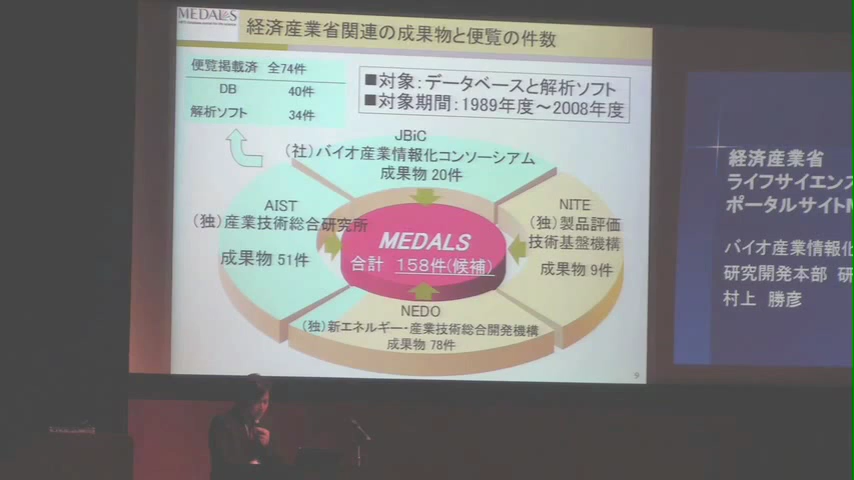 MEDALS
経済産業省関連の成果物と便覧の件数
便覧掲載済 全74件
DB 40件
解析ソフト 34件
■対象：データベースと解析ソフト
■対象期間：1989年度～2008年度
JBiC
（社）バイオ産業情報化コンソーシアム
成果物 20件
AIST
（独）産業技術総合研究所
成果物 51件
NITE
（独）製品評価
技術基盤機構
成果物 9件
MEDALS
合計 158件(候補)
NEDO
（独）新エネルギー・産業技術総合開発機構
成果物 78件
9
経済産業省
ライフサイエンス
ポータルサイトM
バイオ産業情報化
研究開発本部 研
村上 勝彦